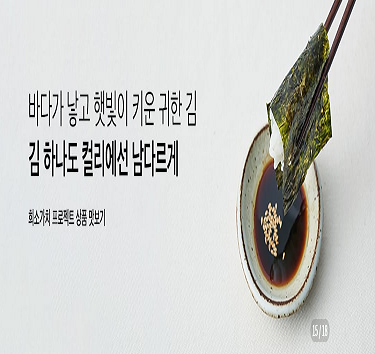 바다가 낳고 햇빛이 키운 귀한 김
김 하나도 컬리에선 남다르게
희소가치 프로젝트 상품 맛보기
15/18